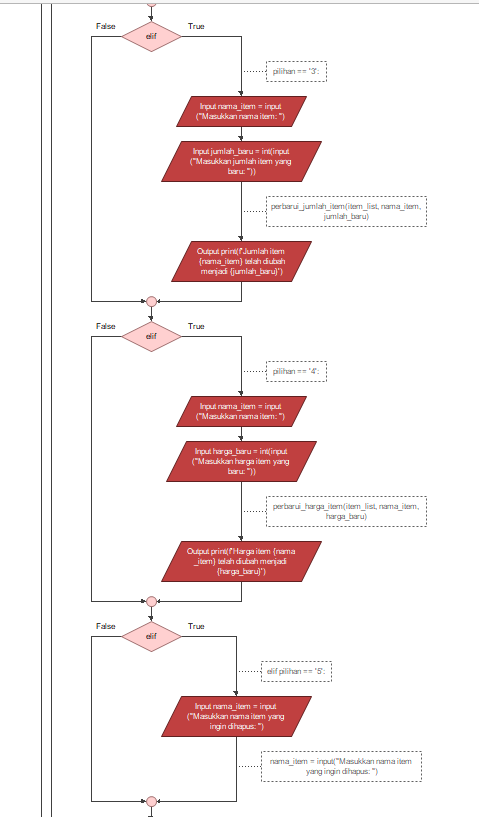 False
True
elif
pilihan == "3":
Input nama_item = input
("Masukkan nama item: ")
Input jumlah_baru = int(input
("Masukkan jumlah item yang
baru: "))
perbarui_jumlah_item(item_list, nama_item,
jumlah_baru)
Output print(f"Jumlah item
{nama_item} telah diubah
menjadi {jumlah_baru}")
False
True
elif
pilihan == "4":
Input nama_item = input
("Masukkan nama item: ")
Input harga_baru = int(input
("Masukkan harga item yang
baru: "))
perbarui_harga_item(item_list, nama_item,
harga_baru)
Output print(f"Harga item {nama
_item} telah diubah menjadi
{harga_baru}")
False
True
elif
elif pilihan == "5":
Input nama_item = input
("Masukkan nama item yang
ingin dihapus: ")
nama_item = input("Masukkan nama item
yang ingin dihapus: ")